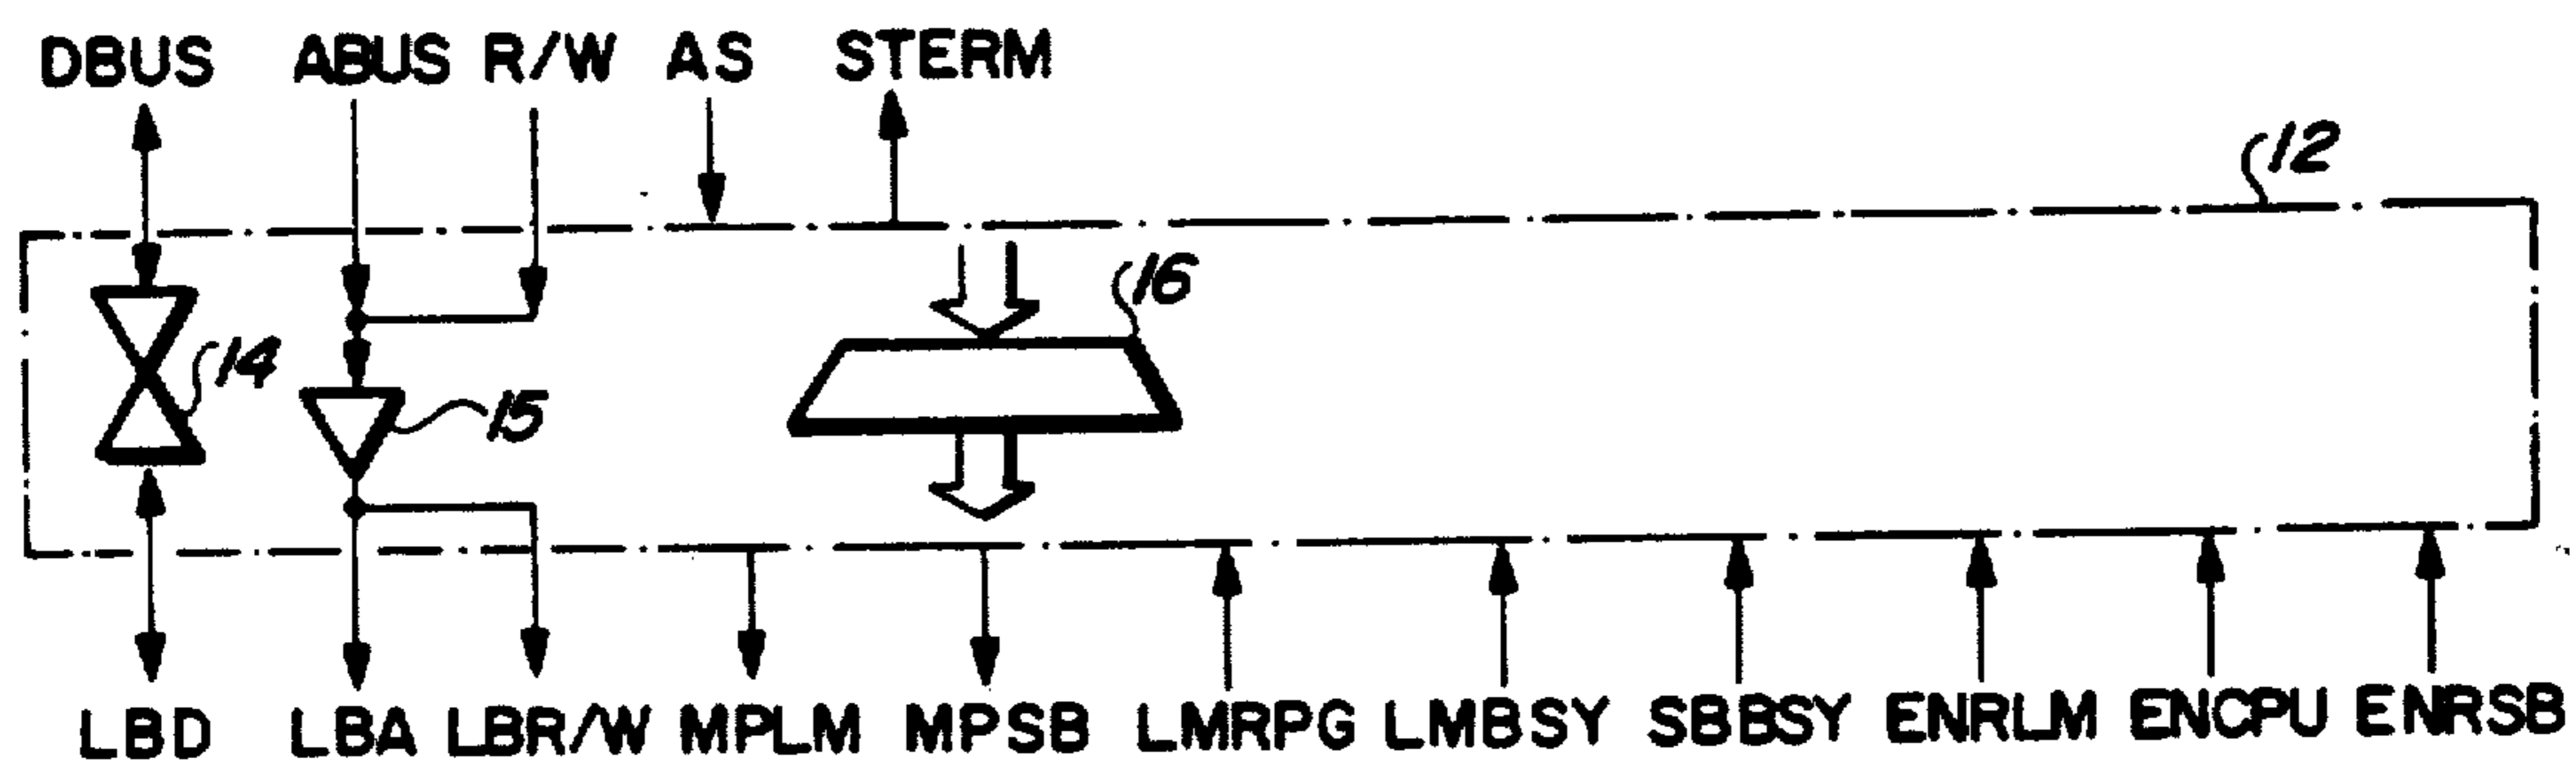 DBUS ABUS R/W AS STERM
12
16
14
15
LBD LBA LBR/W MPLM MPSB LMRPG LMBSY SBBSY ENRLM ENCPU ENRSB